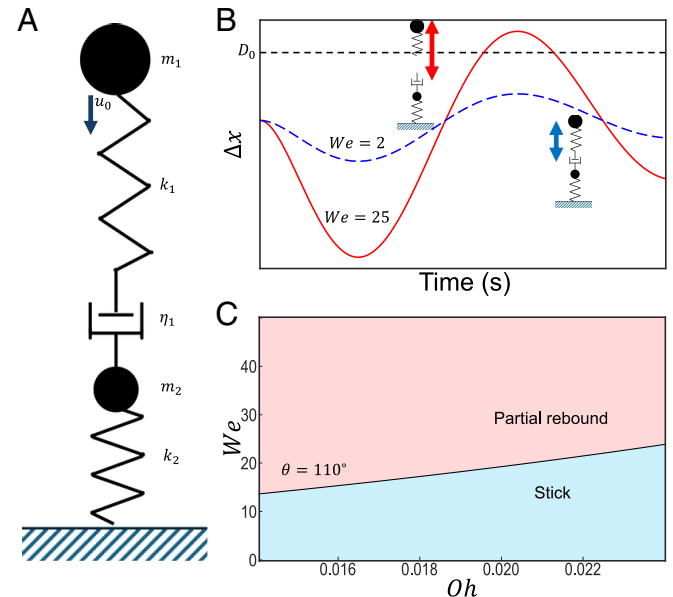 A
m₁
u₀
k₁
η₁
m₂
k₂
B
D₀
Δx
We = 2
We = 25
Time (s)
C
We
40
30
20
10
0
Partial rebound
θ = 110°
Stick
0.016
0.018
0.020
0.022
Oh